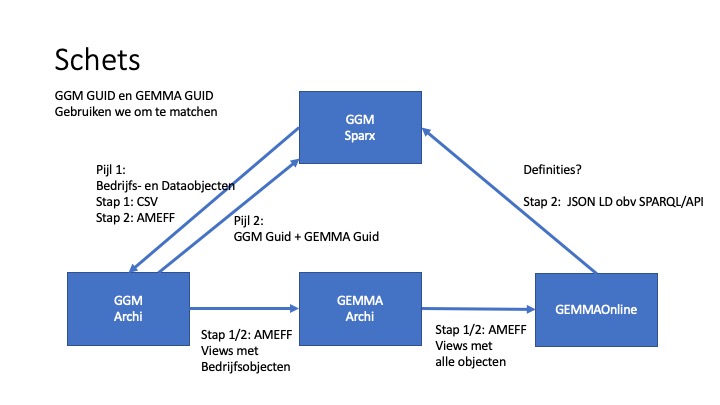 Schets
GGM GUID en GEMMA GUID
Gebruiken we om te matchen
GGM
Sparx
Pijl 1:
Bedrijfs- en Dataobjecten
Stap 1: CSV
Stap 2: AMEFF
Definities?
Stap 2:  JSON LD obv SPARQL/API
Pijl 2:
GGM Guid + GEMMA Guid
GGM
Archi
GEMMA
Archi
GEMMAOnline
Stap 1/2: AMEFF
Views met
Bedrijfsobjecten
Stap 1/2: AMEFF
Views met
alle objecten